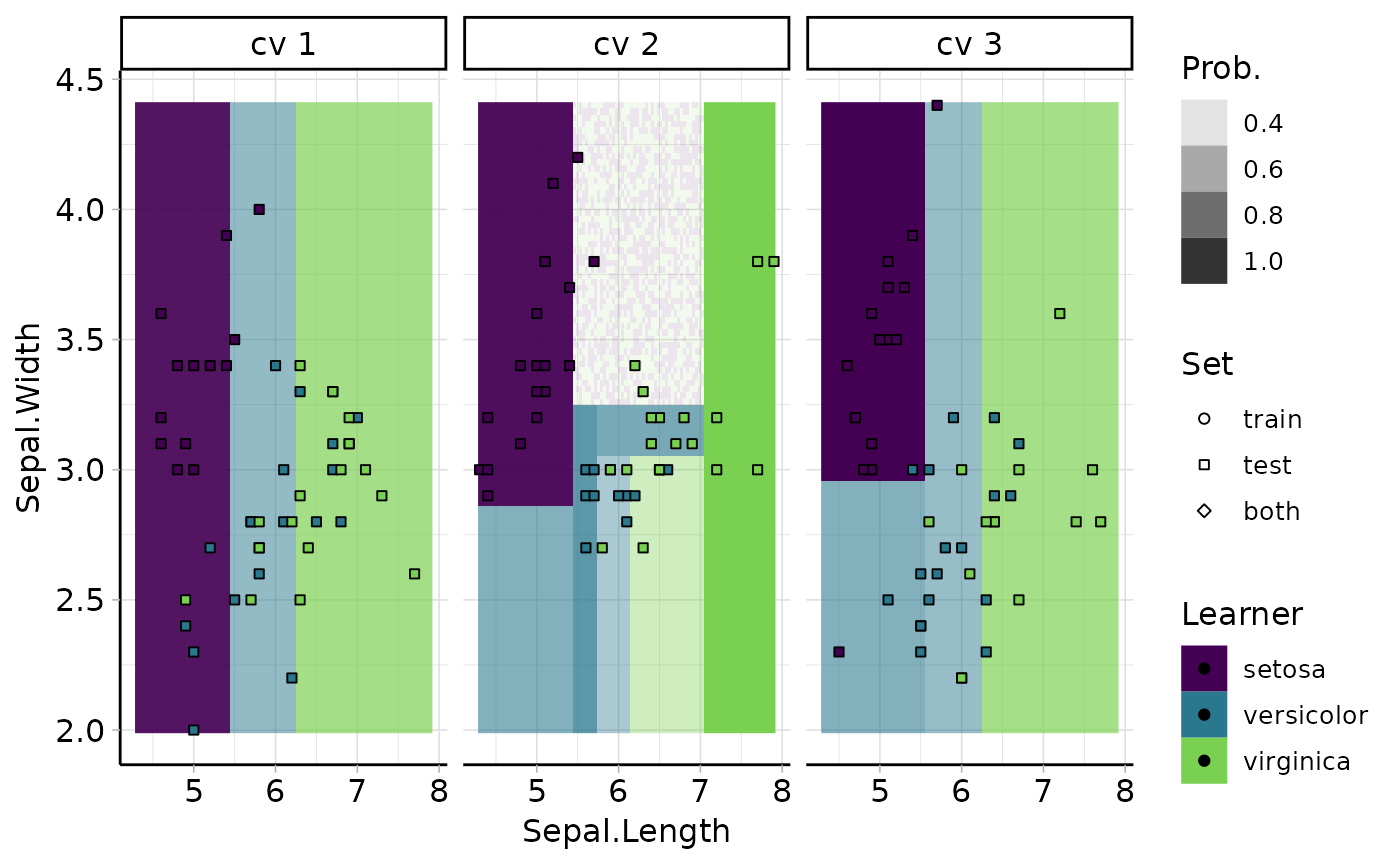 cv 1
cv 2
cv 3
4.5
4.0
3.5
3.0
2.5
2.0
Sepal.Width
5 6 7 8
5 6 7 8
5 6 7 8
Sepal.Length
Prob.
0.4
0.6
0.8
1.0
Set
train
test
both
Learner
setosa
versicolor
virginica